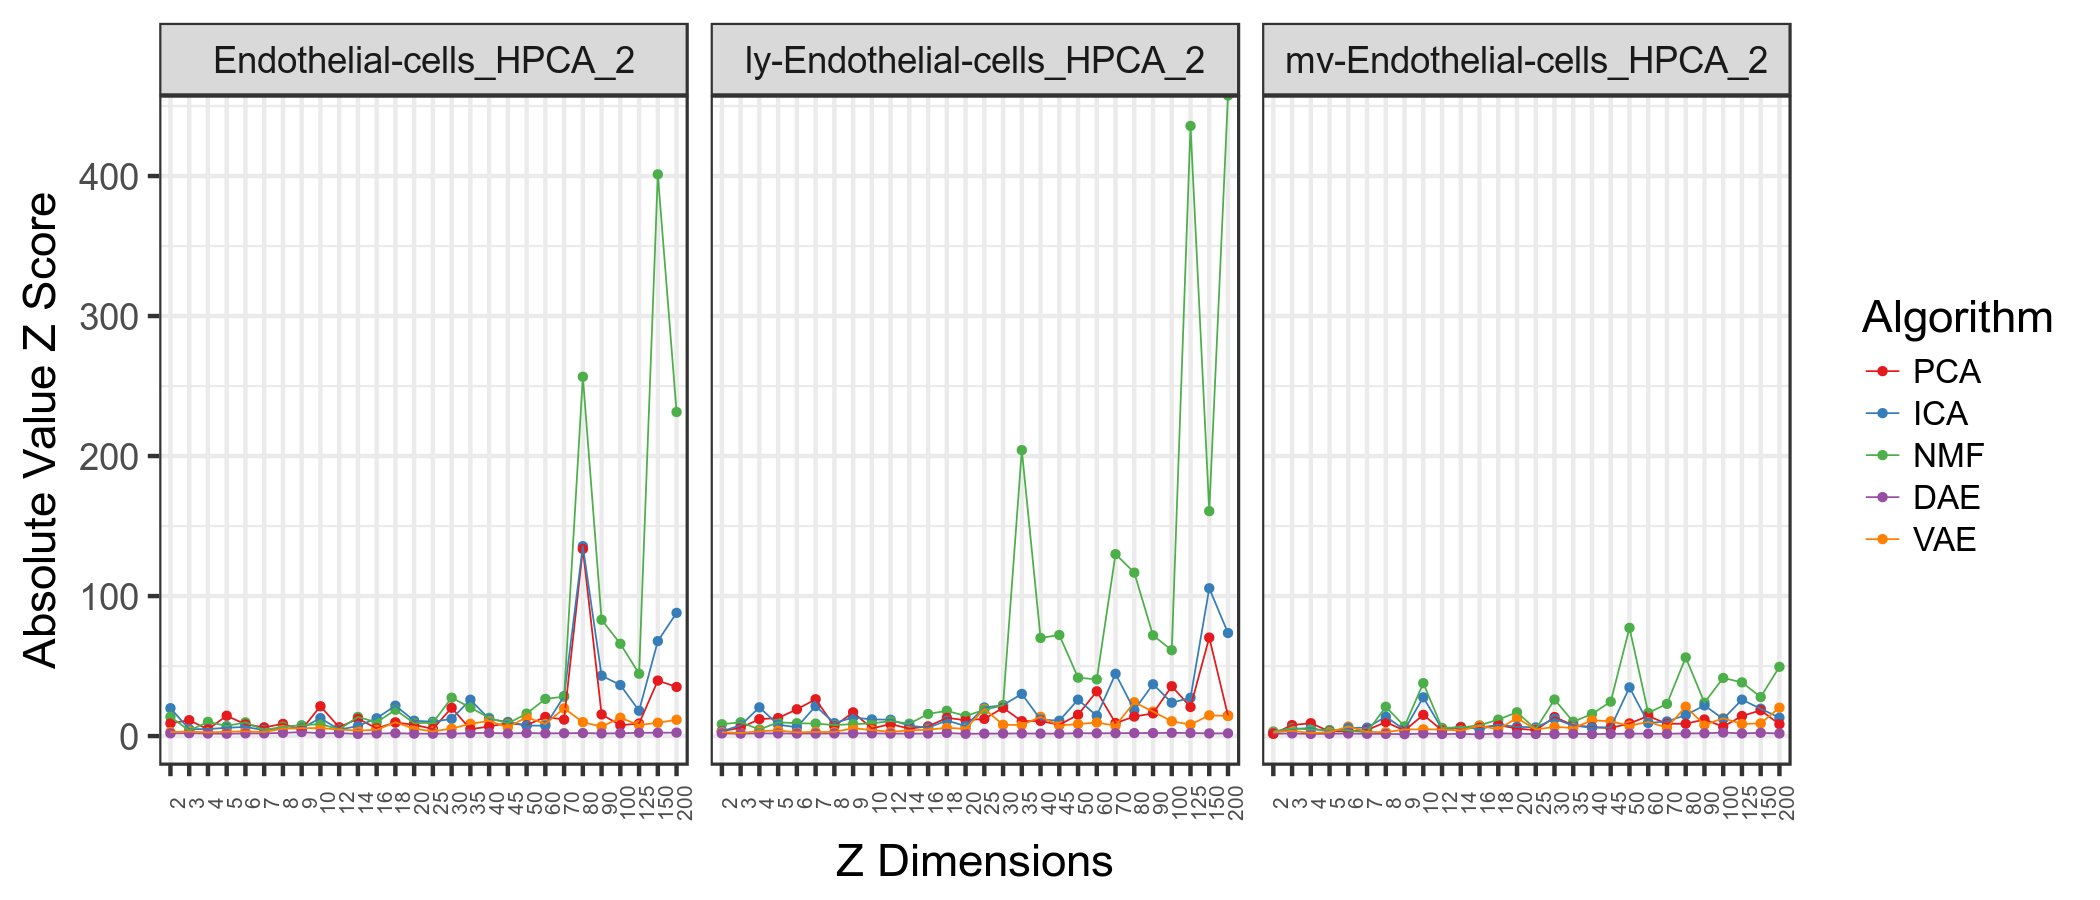 Endothelial-cells_HPCA_2 ly-Endothelial-cells_HPCA_2 mv-Endothelial-cells_HPCA_2
Absolute Value Z Score
400
300
200
100
0
2 3 4 5 6 7 8 9 10 12 14 16 18 20 25 30 35 40 45 50 60 70 80 90 100 125 150 200
2 3 4 5 6 7 8 9 10 12 14 16 18 20 25 30 35 40 45 50 60 70 80 90 100 125 150 200
2 3 4 5 6 7 8 9 10 12 14 16 18 20 25 30 35 40 45 50 60 70 80 90 100 125 150 200
Z Dimensions
Algorithm
PCA
ICA
NMF
DAE
VAE